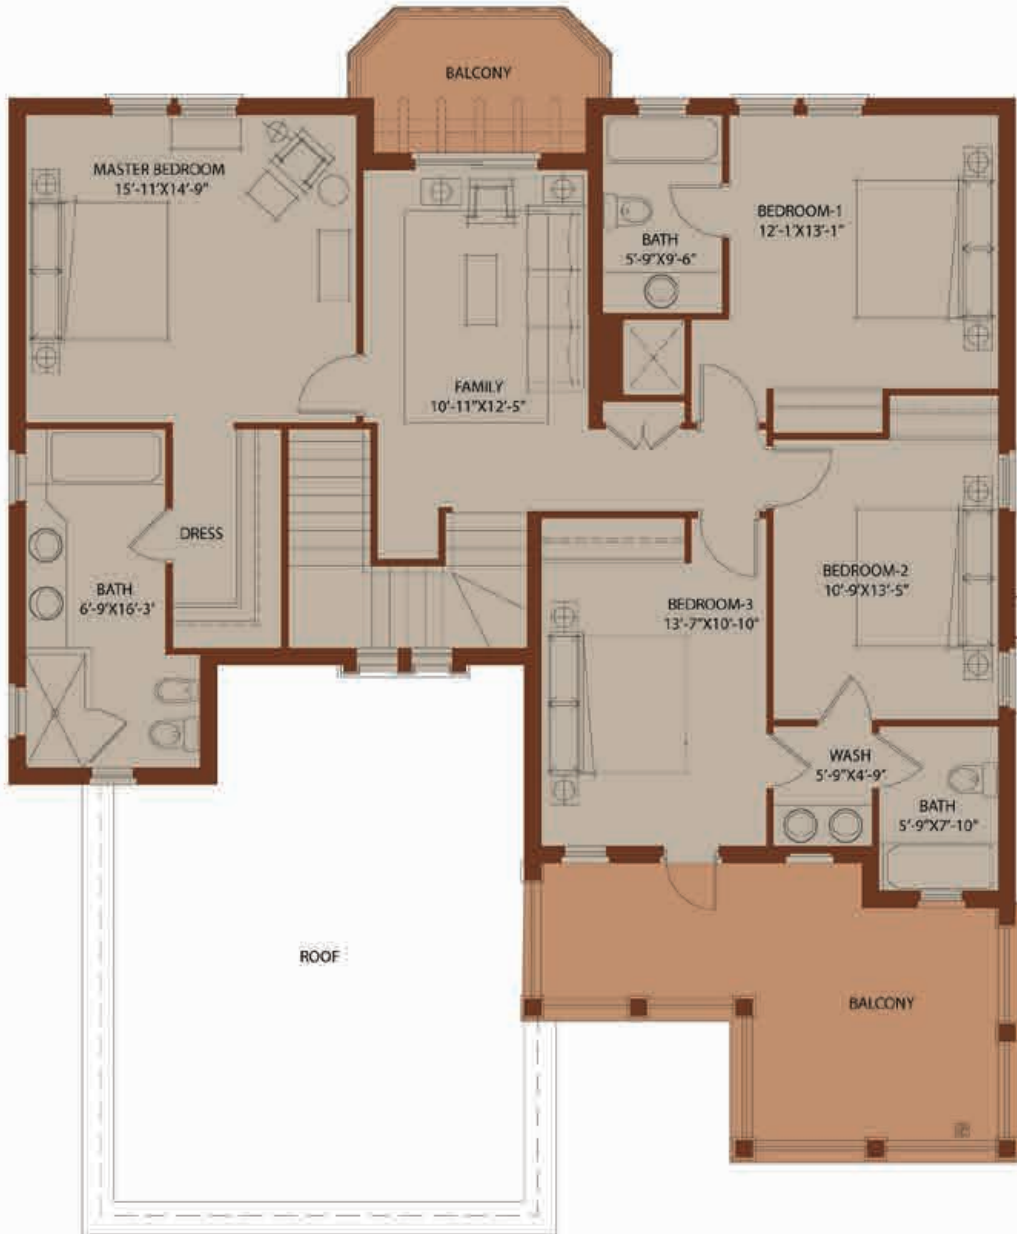 BALCONY
MASTER BEDROOM
15'-11'X14'-9"
BEDROOM-1
12'-1'X13'-1"
BATH
5'-9"X9'-6"
FAMILY
10'-11"X12'-5"
DRESS
BATH
6'-9'X16'-3'
BEDROOM-2
10'-9'X13'-5"
BEDROOM-3
13'-7"X10'-10"
WASH
5'-9"X4'-9"
BATH
5'-9"X7'-10"
ROOF
BALCONY